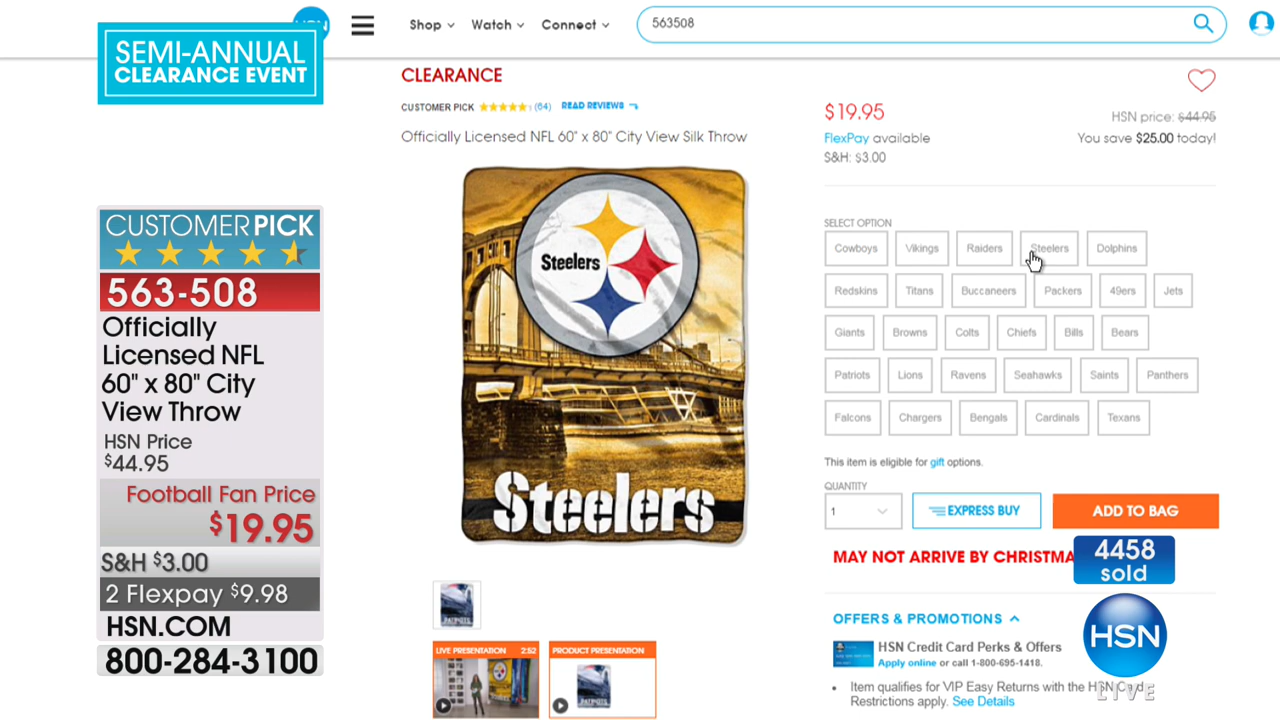 HSN
SEMI-ANNUAL
CLEARANCE EVENT
Shop
Watch
Connect
563508
CLEARANCE
CUSTOMER PICK
(64)
READ REVIEWS
Officially Licensed NFL 60" x 80" City View Silk Throw
$19.95
HSN price: $44.95
FlexPay available
You save $25.00 today!
S&H: $3.00
CUSTOMER PICK
563-508
Officially
Licensed NFL
60" x 80" City
View Throw
HSN Price
$44.95
Football Fan Price
$19.95
S&H $3.00
2 Flexpay $9.98
HSN.COM
800-284-3100
Steelers
Steelers
SELECT OPTION
Cowboys Vikings Raiders Steelers Dolphins
Redskins Titans Buccaneers Packers 49ers Jets
Giants Browns Colts Chiefs Bills Bears
Patriots Lions Ravens Seahawks Saints Panthers
Falcons Chargers Bengals Cardinals Texans
This item is eligible for gift options.
QUANTITY
1
EXPRESS BUY
ADD TO BAG
MAY NOT ARRIVE BY CHRISTMA
4458
sold
OFFERS & PROMOTIONS
HSN Credit Card Perks & Offers
Apply online or call 1-800-695-1418.
Item qualifies for VIP Easy Returns with the HSN Card.
Restrictions apply. See Details
HSN
LIVE
PATRIOTS
LIVE PRESENTATION 2:52
PRODUCT PRESENTATION